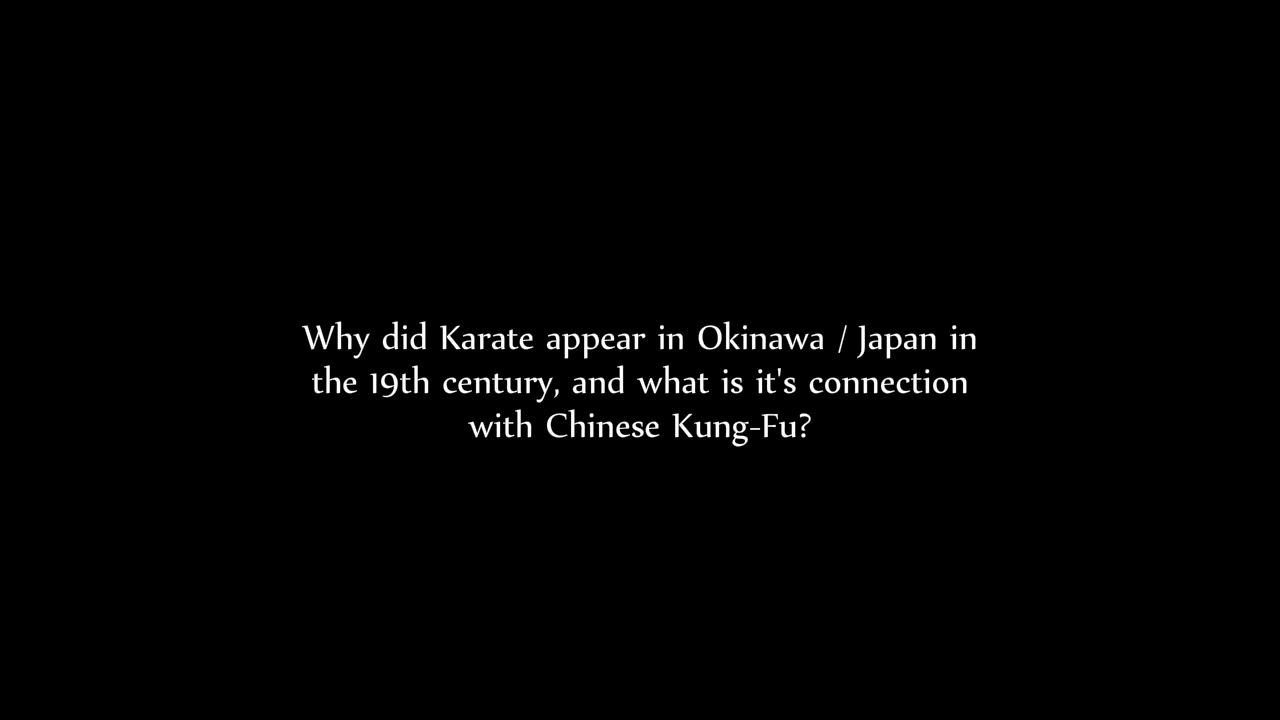 Why did Karate appear in Okinawa / Japan in
the 19th century, and what is it's connection
with Chinese Kung-Fu?